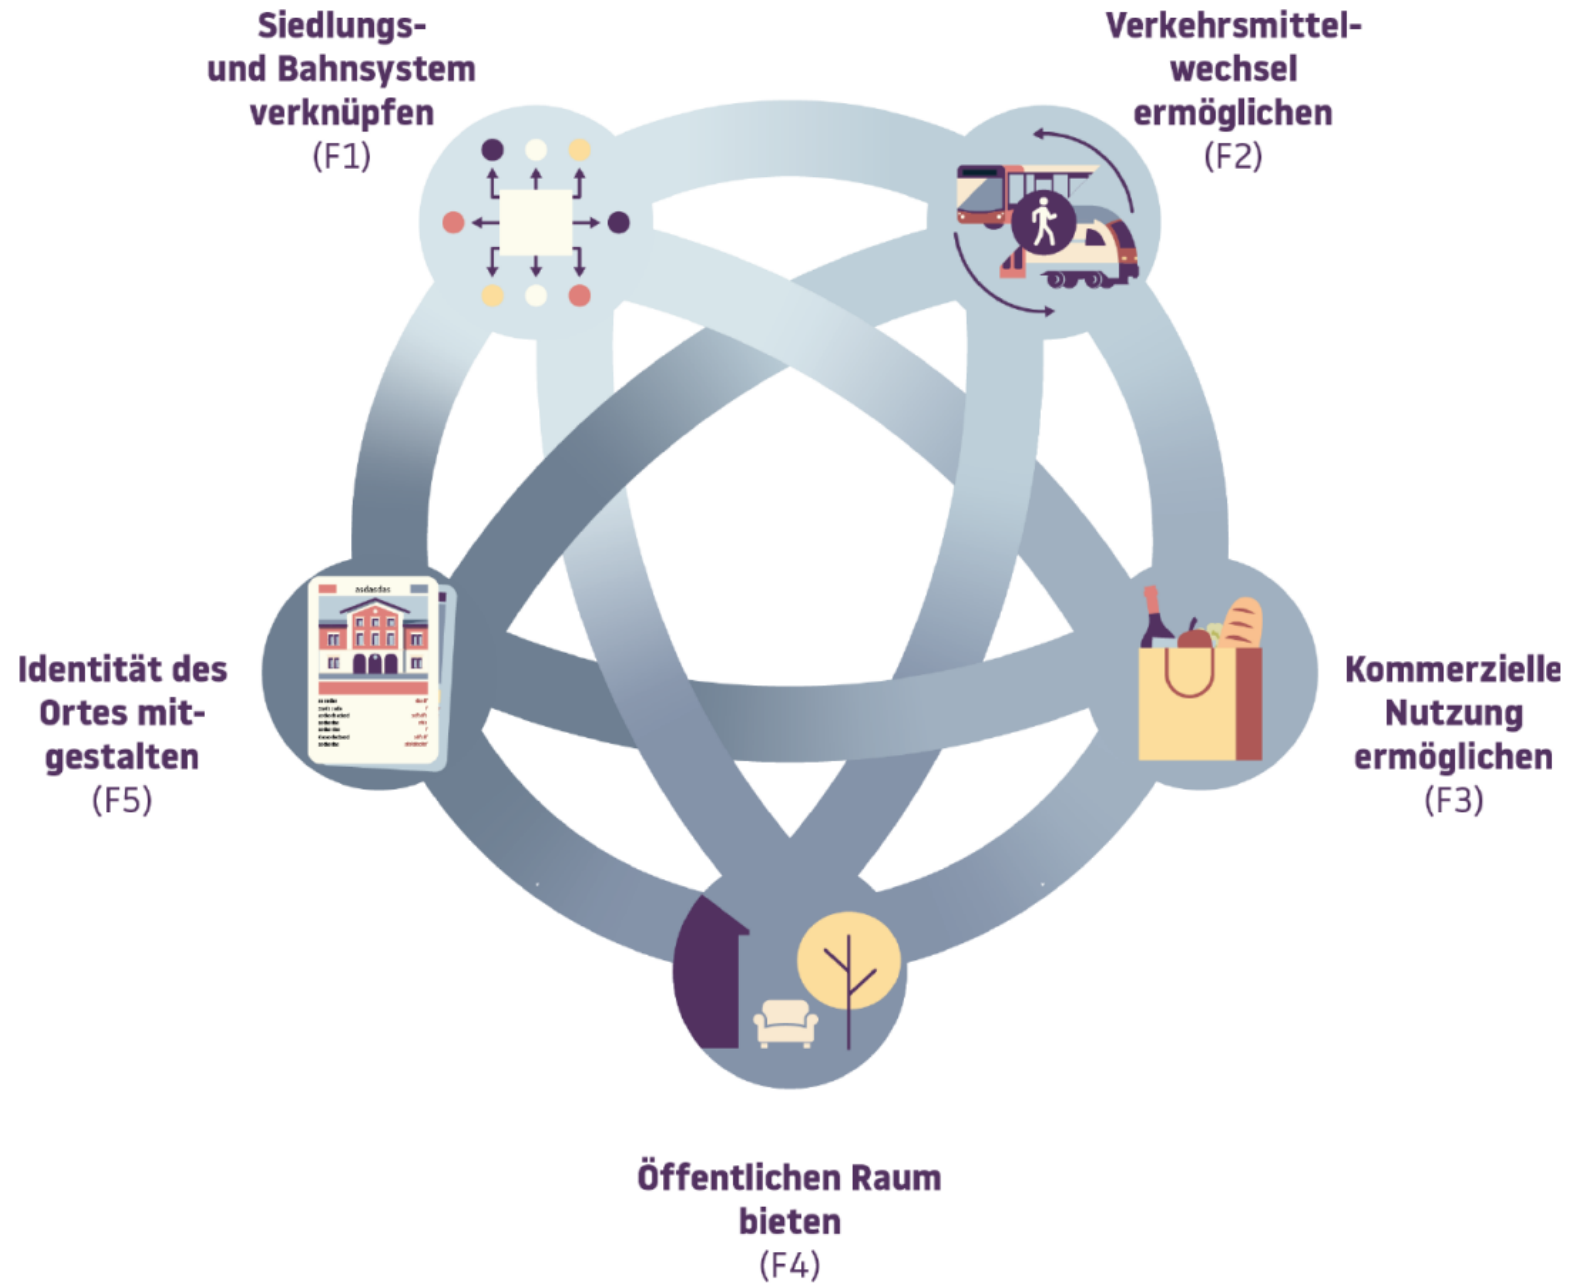 Siedlungs-
und Bahnsystem
verknüpfen
(F1)
Verkehrsmittel-
wechsel
ermöglichen
(F2)
asdasdas
Identität des
Ortes mit-
gestalten
(F5)
Kommerzielle
Nutzung
ermöglichen
(F3)
Öffentlichen Raum
bieten
(F4)